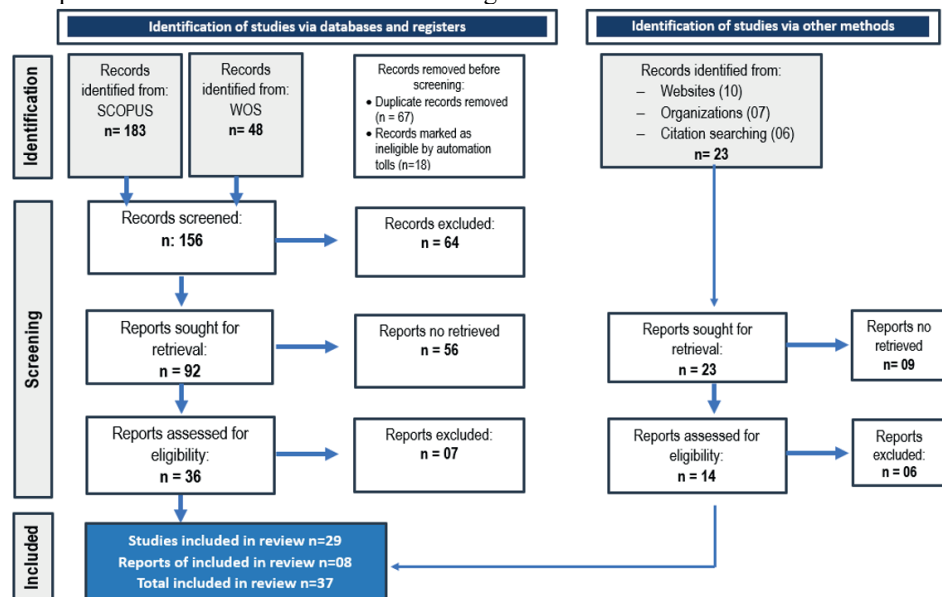 Identification of studies via databases and registers
Identification of studies via other methods
Identification
Records
identified from:
SCOPUS
n= 183
Records
identified from:
WOS
n= 48
Records removed before
screening:
• Duplicate records removed
(n = 67)
• Records marked as
ineligible by automation
tolls (n=18)
Records identified from:
– Websites (10)
– Organizations (07)
– Citation searching (06)
n= 23
Screening
Records screened:
n: 156
Records excluded:
n = 64
Reports sought for
retrieval:
n = 92
Reports no retrieved
n = 56
Reports sought for
retrieval:
n = 23
Reports no
retrieved
n= 09
Reports assessed for
eligibility:
n = 36
Reports excluded:
n = 07
Reports assessed for
eligibility:
n = 14
Reports
excluded:
n = 06
Included
Studies included in review n=29
Reports of included in review n=08
Total included in review n=37